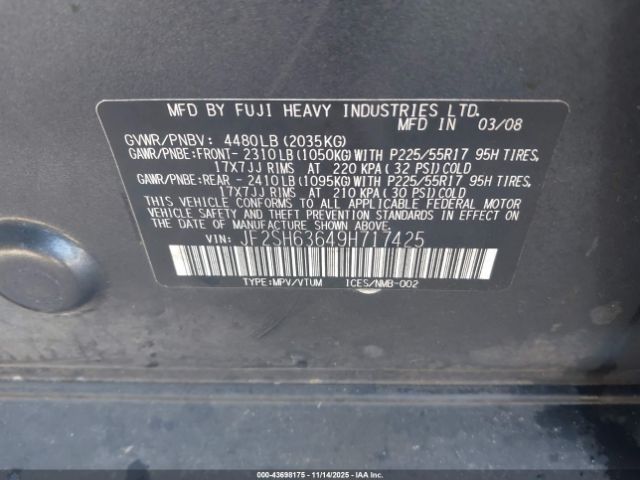 MFD BY FUJI HEAVY INDUSTRIES LTD.
MFD IN 03/08
GVWR/PNBV: 4480LB(2035KG)
GAWR/PNBE:FRONT- 2310LB(1050KG)WITH P225/55R17 95H TIRES,
17X7JJ RIMS AT 220 KPA(32 PSI)COLD
GAWR/PNBE:REAR - 2410LB(1095KG)WITH P225/55R17 95H TIRES,
17X7JJ RIMS AT 210 KPA(30 PSI)COLD
THIS VEHICLE CONFORMS TO ALL APPLICABLE FEDERAL MOTOR
VEHICLE SAFETY AND THEFT PREVENTION STANDARDS IN EFFECT ON
THE DATE OF MANUFACTURE SHOWN ABOVE.
VIN: JF2SH63649H717425
TYPE:MPV/VTUM ICES/NMB-002
000-43698175 - 11/14/2025 - IAAI.COM